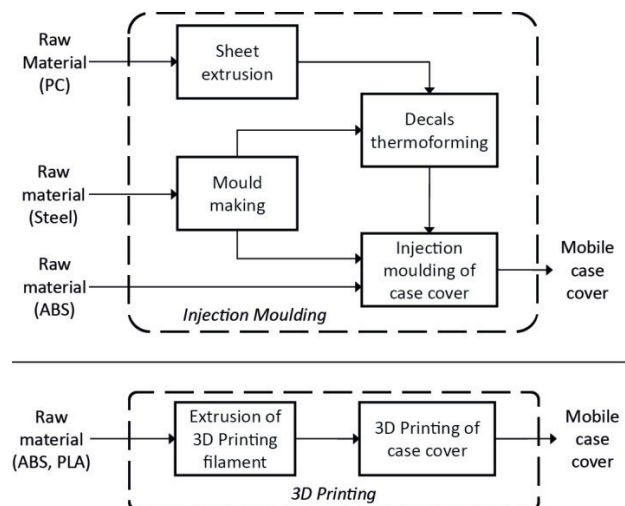 Raw
Material
(PC)
Sheet
extrusion
Decals
thermoforming
Raw
material
(Steel)
Mould
making
Raw
material
(ABS)
Injection
moulding of
case cover
Mobile
case
cover
Injection Moulding
Raw
material
(ABS, PLA)
Extrusion of
3D Printing
filament
3D Printing of
case cover
Mobile
case
cover
3D Printing